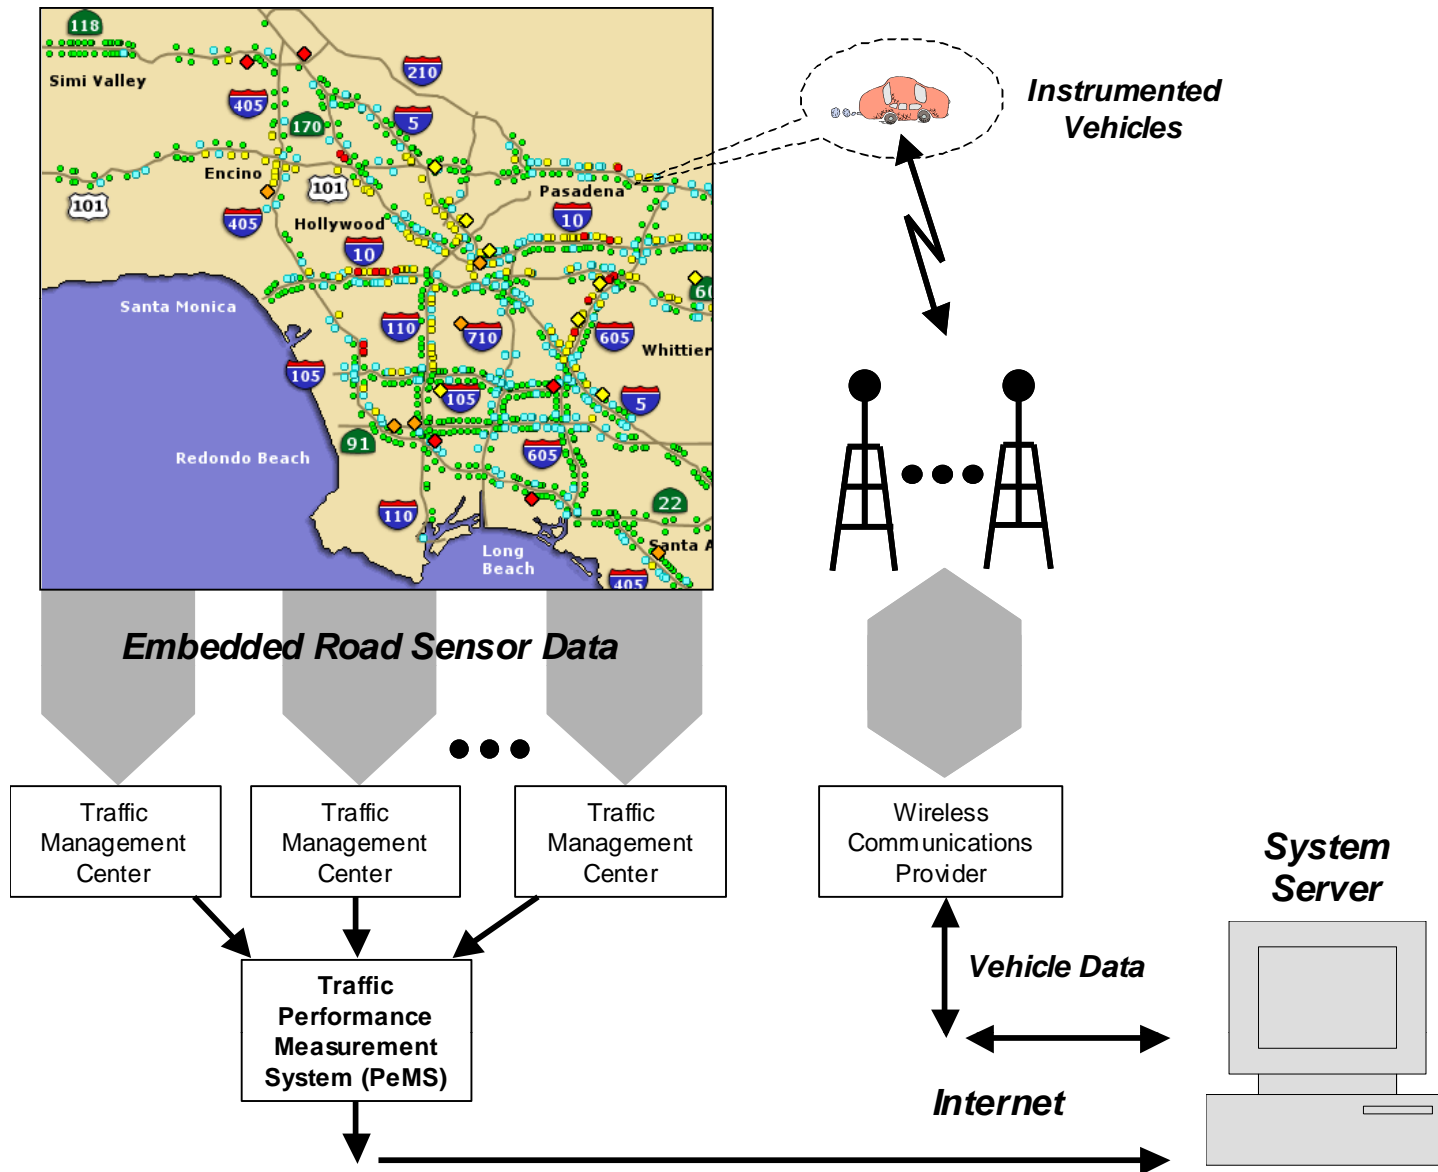 118
Simi Valley
210
405
5
170
Encino
101
Pasadena
101
405
Hollywood
10
10
Santa Monica
60
110
710
605
Whittier
105
105
5
91
Redondo Beach
605
22
110
Long
Beach
Santa A
405
Instrumented
Vehicles
Embedded Road Sensor Data
Traffic
Management
Center
Traffic
Management
Center
Traffic
Management
Center
Wireless
Communications
Provider
System
Server
Vehicle Data
Traffic
Performance
Measurement
System (PeMS)
Internet